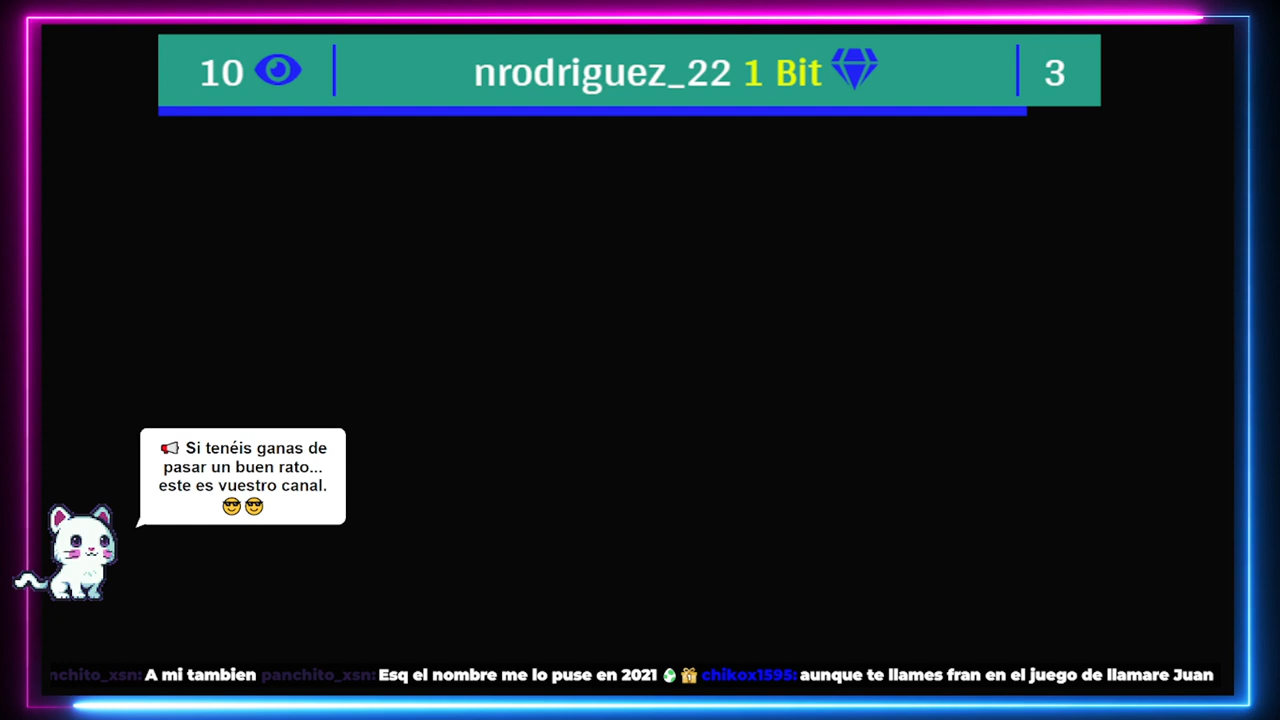 10 nrodriguez_22 1 Bit 3
Si tenéis ganas de
pasar un buen rato...
este es vuestro canal.
nchito_xsn: A mi tambien panchito_xsn: Esq el nombre me lo puse en 2021 chikox1595: aunque te llames fran en el juego de llamare Juan